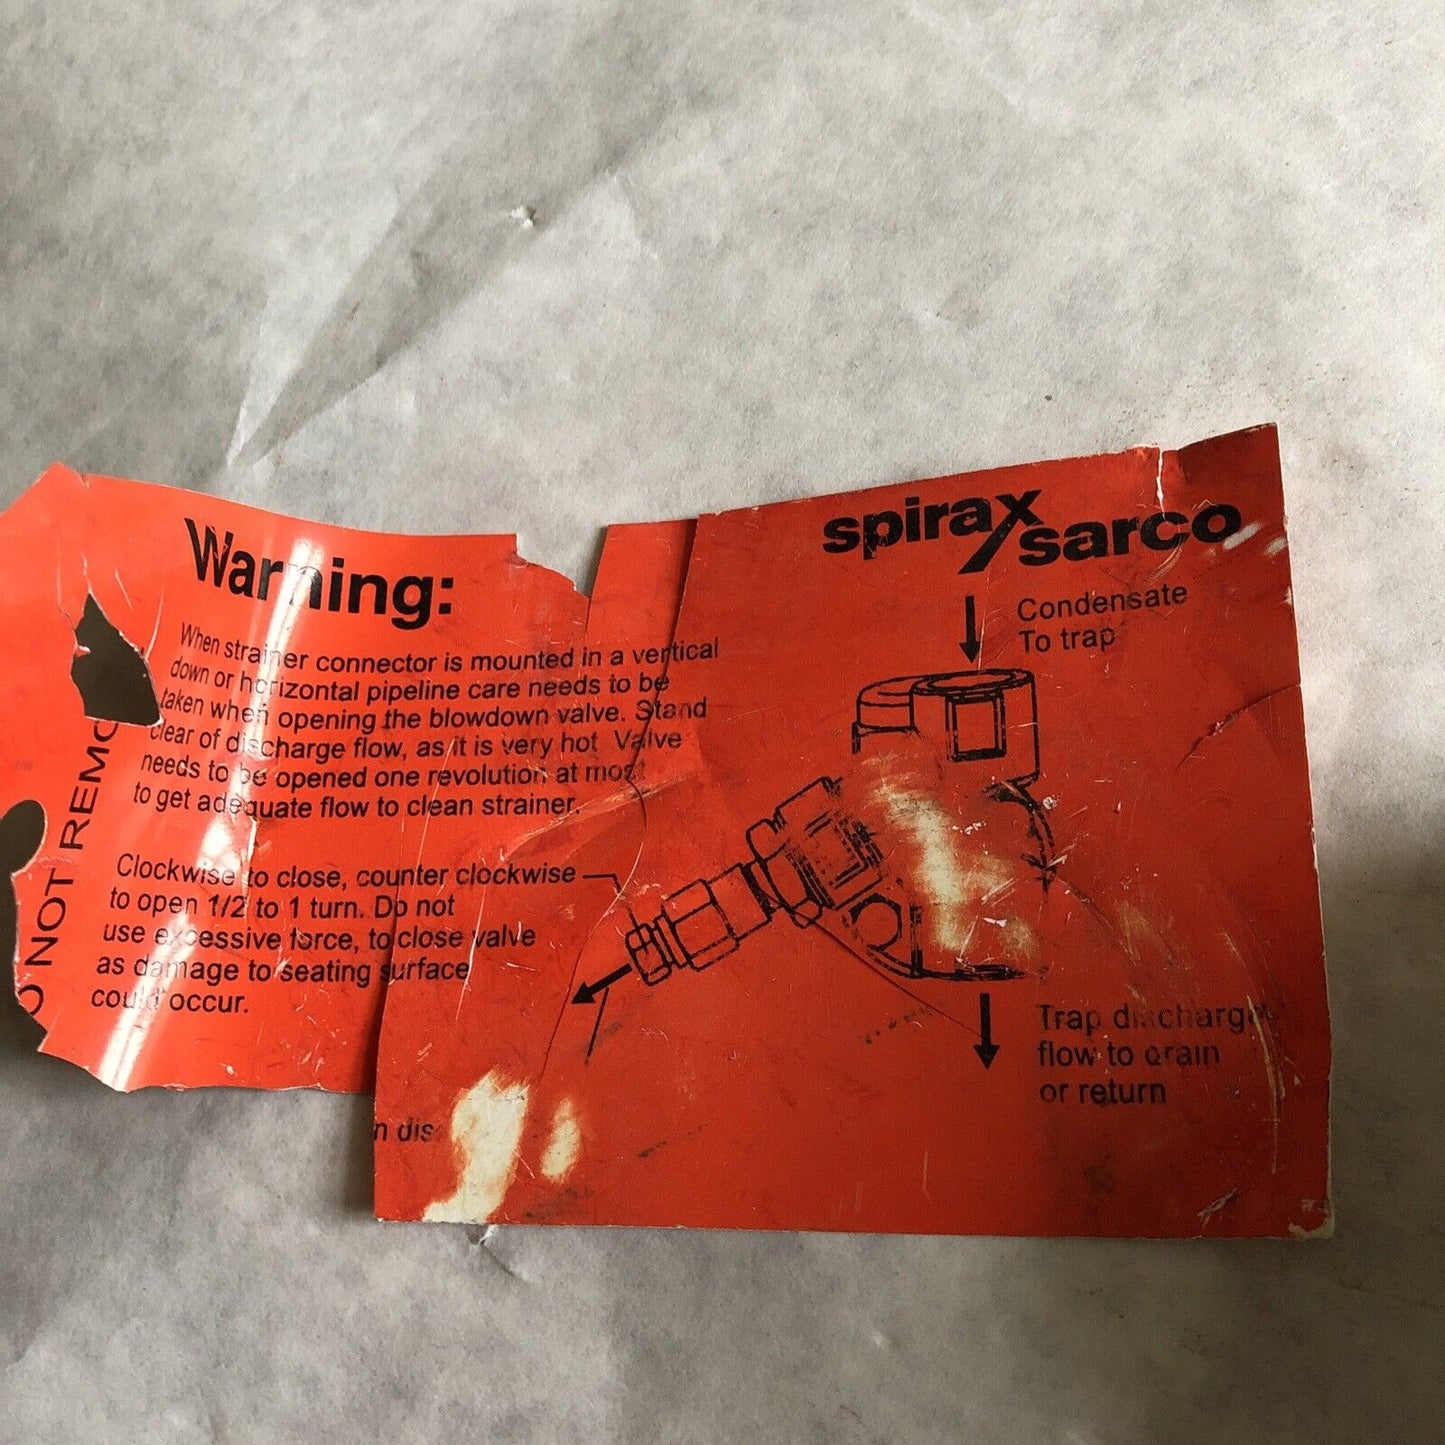 spirax
sarco
Warning:
When strainer connector is mounted in a vertical
down or horizontal pipeline care needs to be
taken when opening the blowdown valve. Stand
clear of discharge flow, as it is very hot Valve
needs to be opened one revolution at most
to get adequate flow to clean strainer.
Clockwise to close, counter clockwise
to open 1/2 to 1 turn. Do not
use excessive force, to close valve
as damage to seating surface
could occur.
Condensate
To trap
Trap discharge
flow to drain
or return
NOT